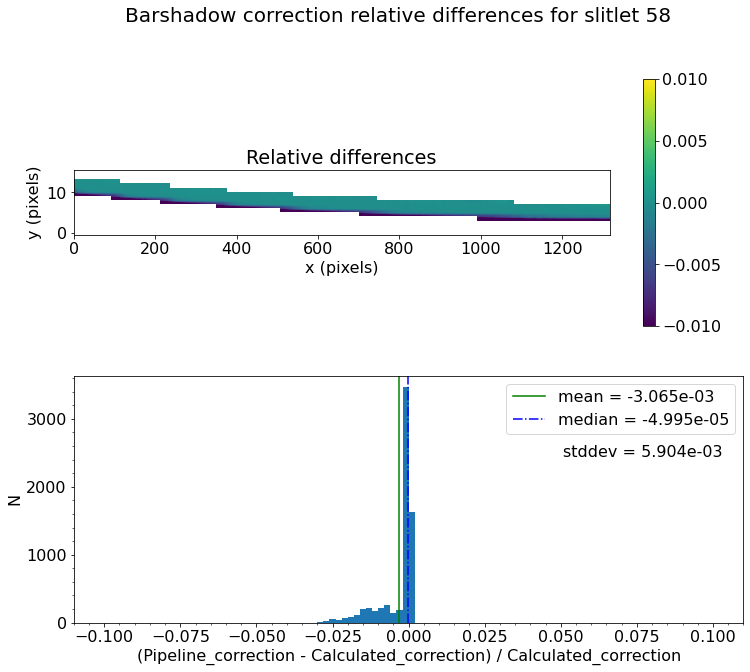 Barshadow correction relative differences for slitlet 58
Relative differences
y (pixels)
10
0
0 200 400 600 800 1000 1200
x (pixels)
0.010
0.005
0.000
−0.005
−0.010
mean = -3.065e-03
median = -4.995e-05
stddev = 5.904e-03
N
3000
2000
1000
0
−0.100 −0.075 −0.050 −0.025 0.000 0.025 0.050 0.075 0.100
(Pipeline_correction - Calculated_correction) / Calculated_correction